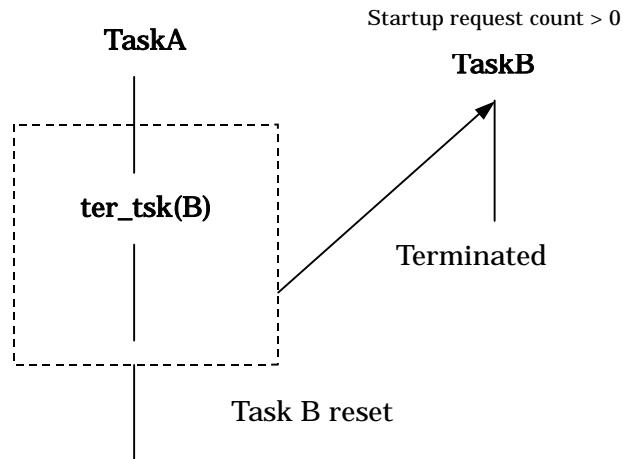 Startup request count > 0
TaskA
TaskB
ter_tsk(B)
Terminated
Task B reset